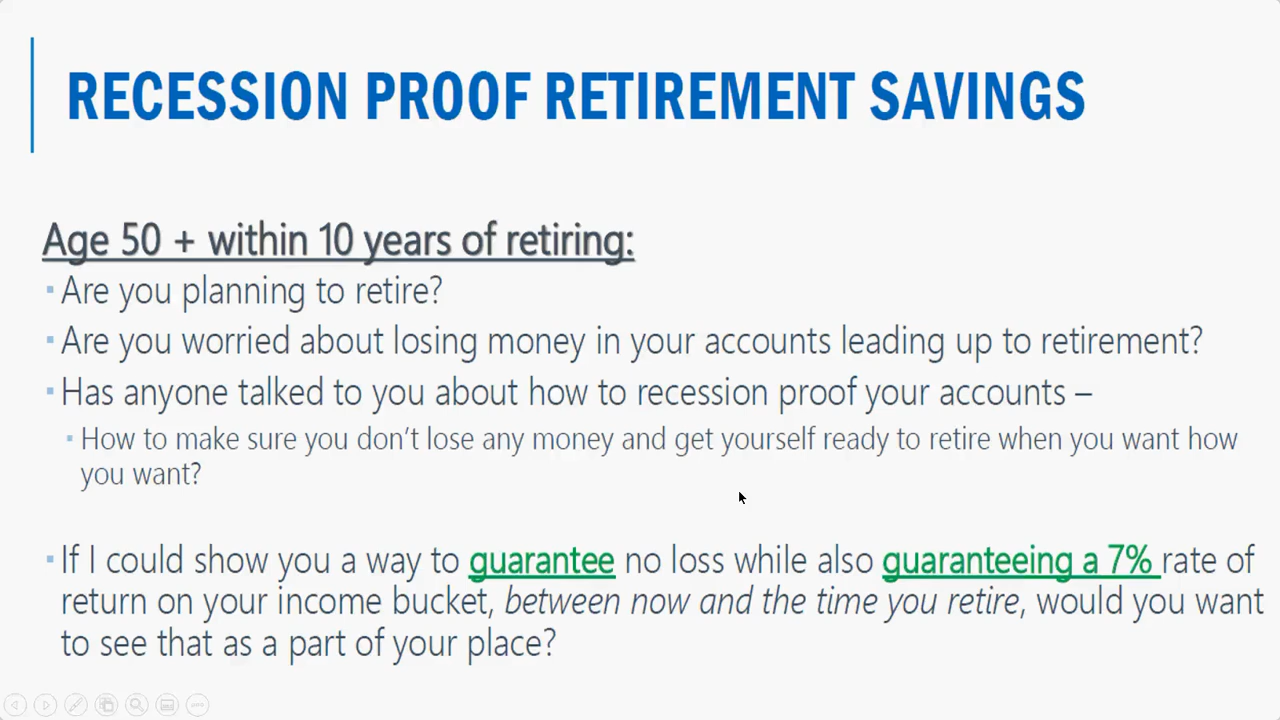 RECESSION PROOF RETIREMENT SAVINGS
Age 50 + within 10 years of retiring:
▪ Are you planning to retire?
▪ Are you worried about losing money in your accounts leading up to retirement?
▪ Has anyone talked to you about how to recession proof your accounts –
▪ How to make sure you don't lose any money and get yourself ready to retire when you want how
you want?
▪ If I could show you a way to guarantee no loss while also guaranteeing a 7% rate of
return on your income bucket, between now and the time you retire, would you want
to see that as a part of your place?